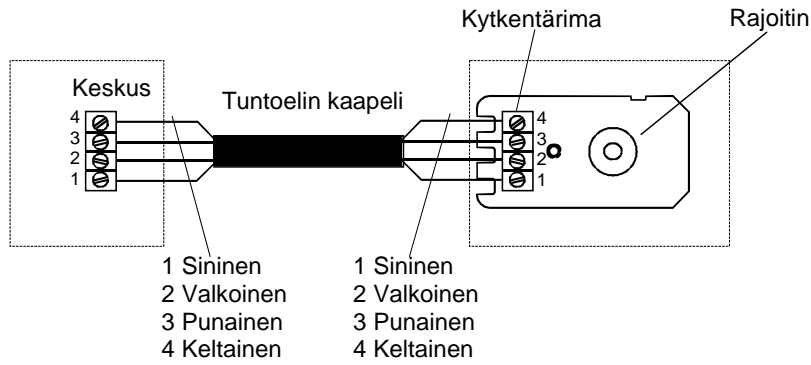 Kytkentärima
Rajoitin
Keskus
Tuntoelin kaapeli
4
3
2
1
4
3
2
1
1 Sininen
2 Valkoinen
3 Punainen
4 Keltainen
1 Sininen
2 Valkoinen
3 Punainen
4 Keltainen